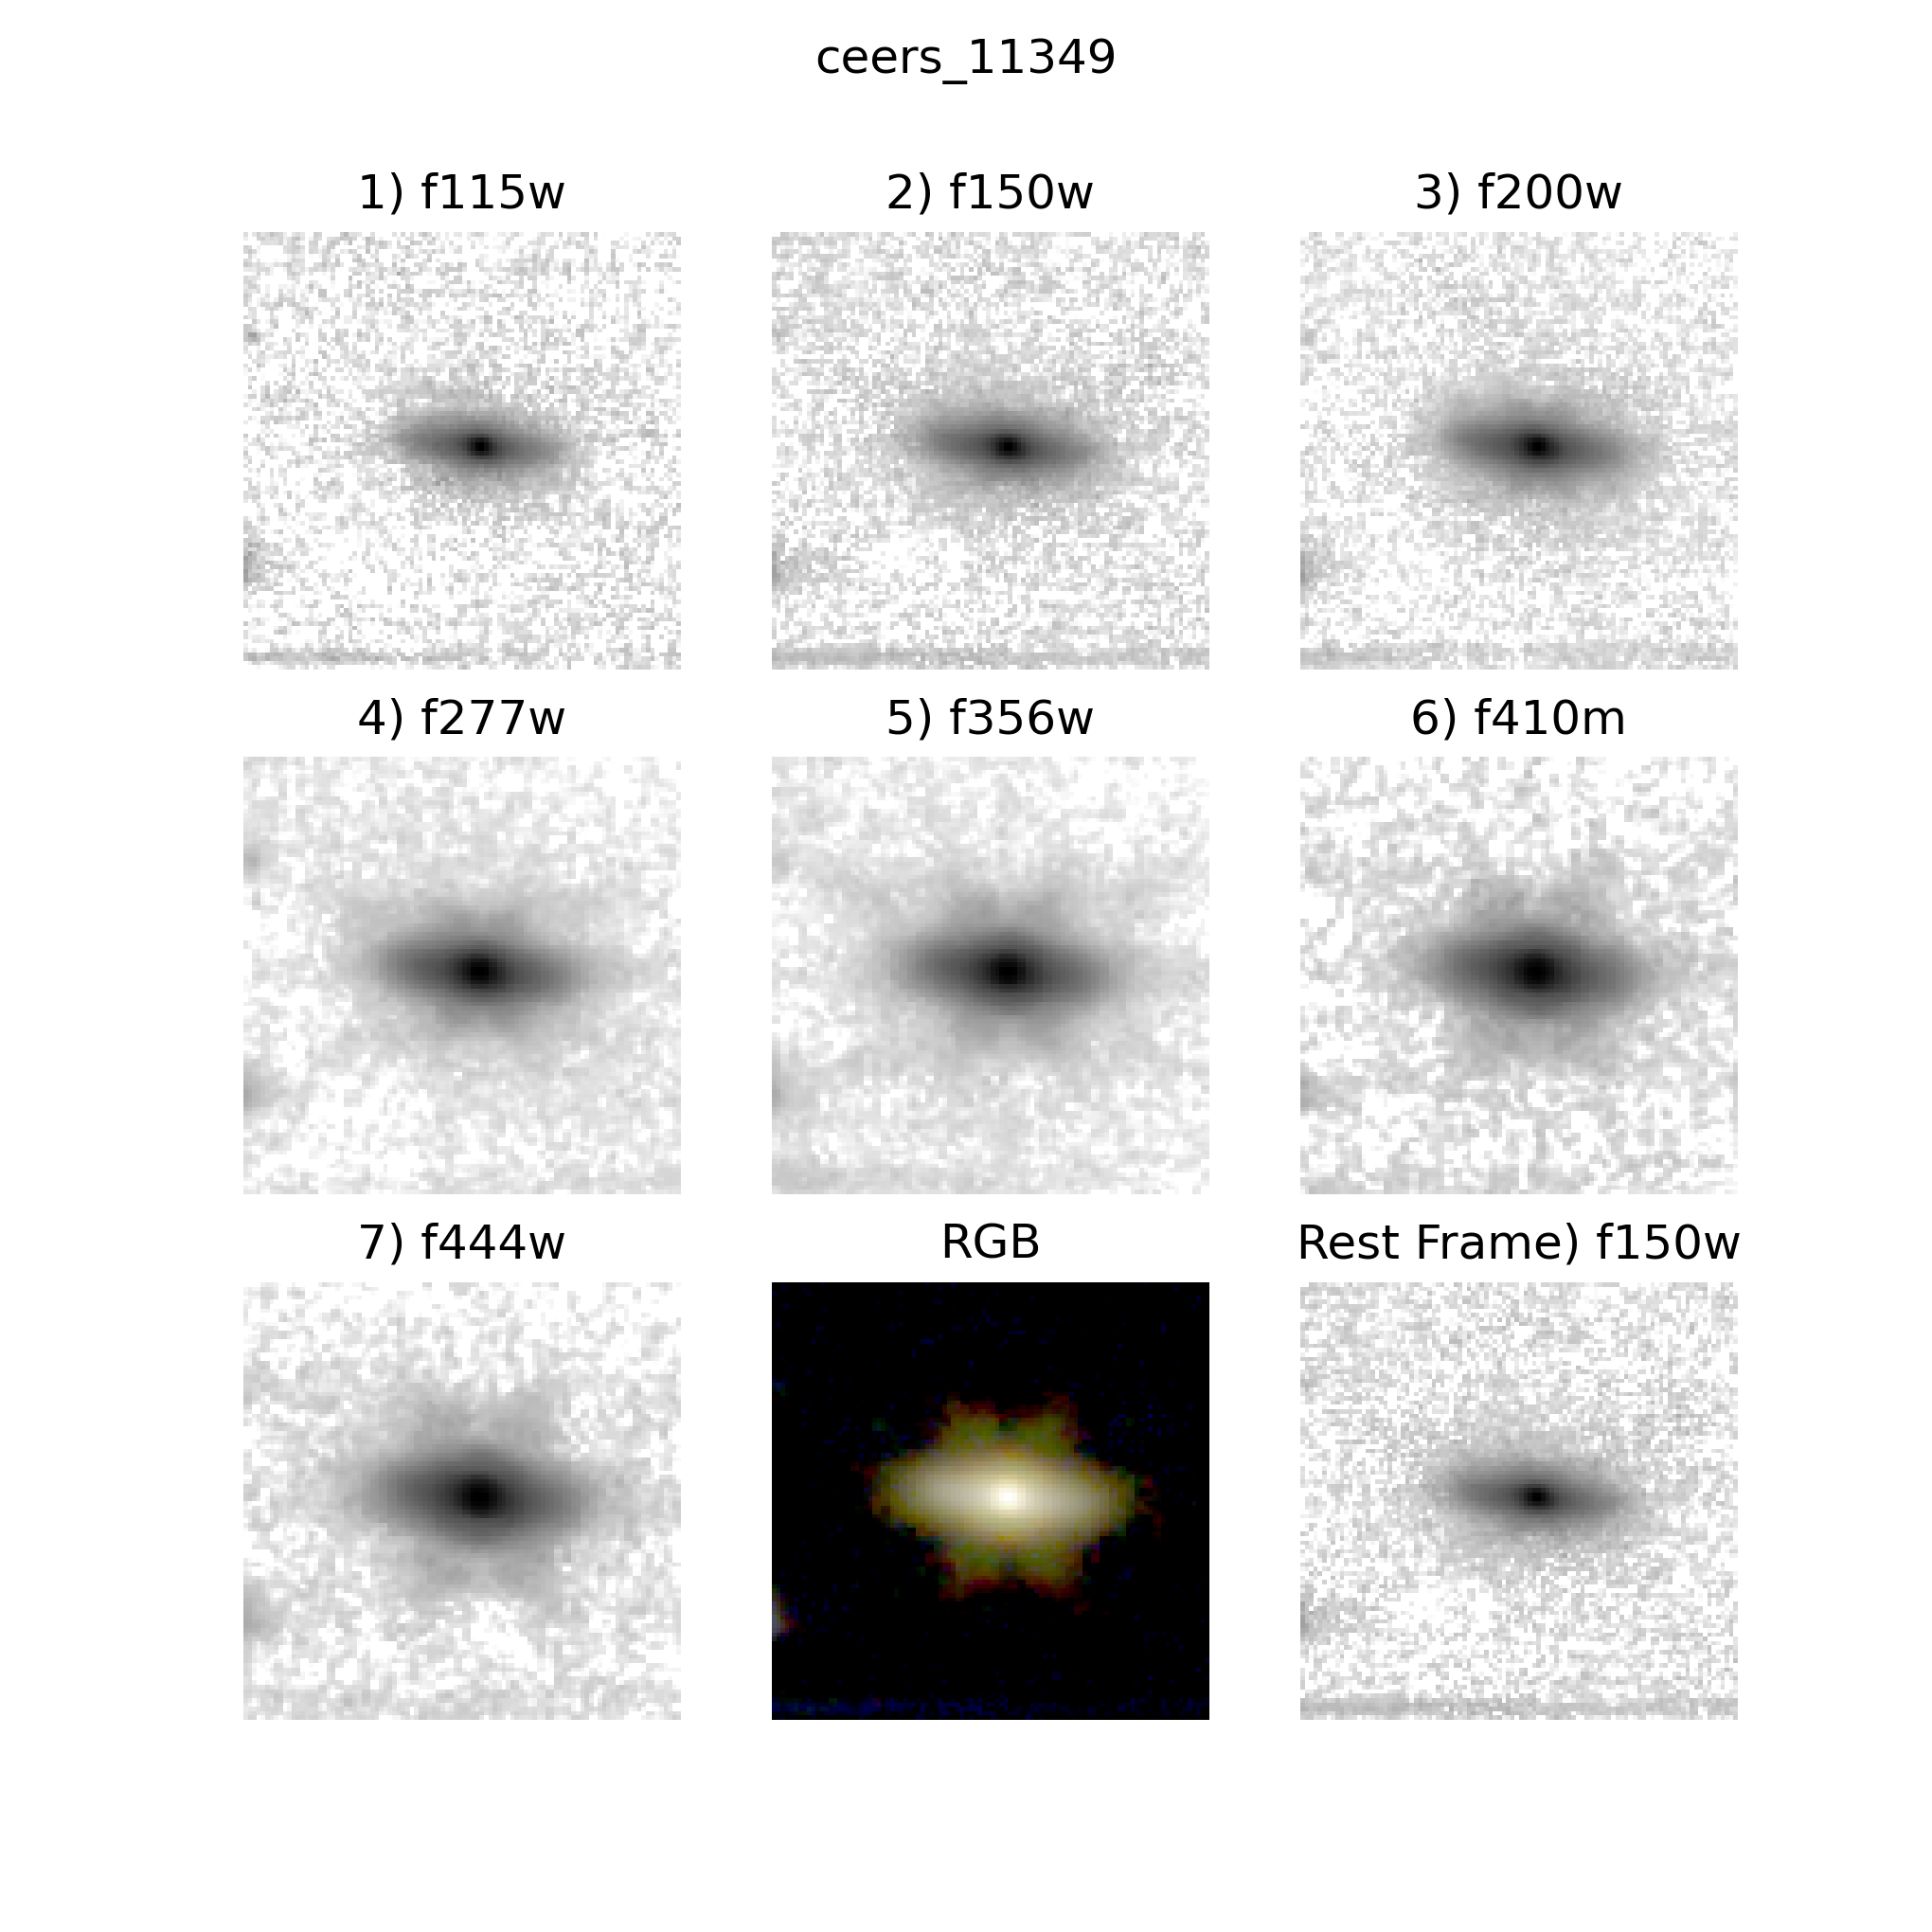 ceers_11349
1) f115w
2) f150w
3) f200w
4) f277w
5) f356w
6) f410m
7) f444w
RGB
Rest Frame) f150w